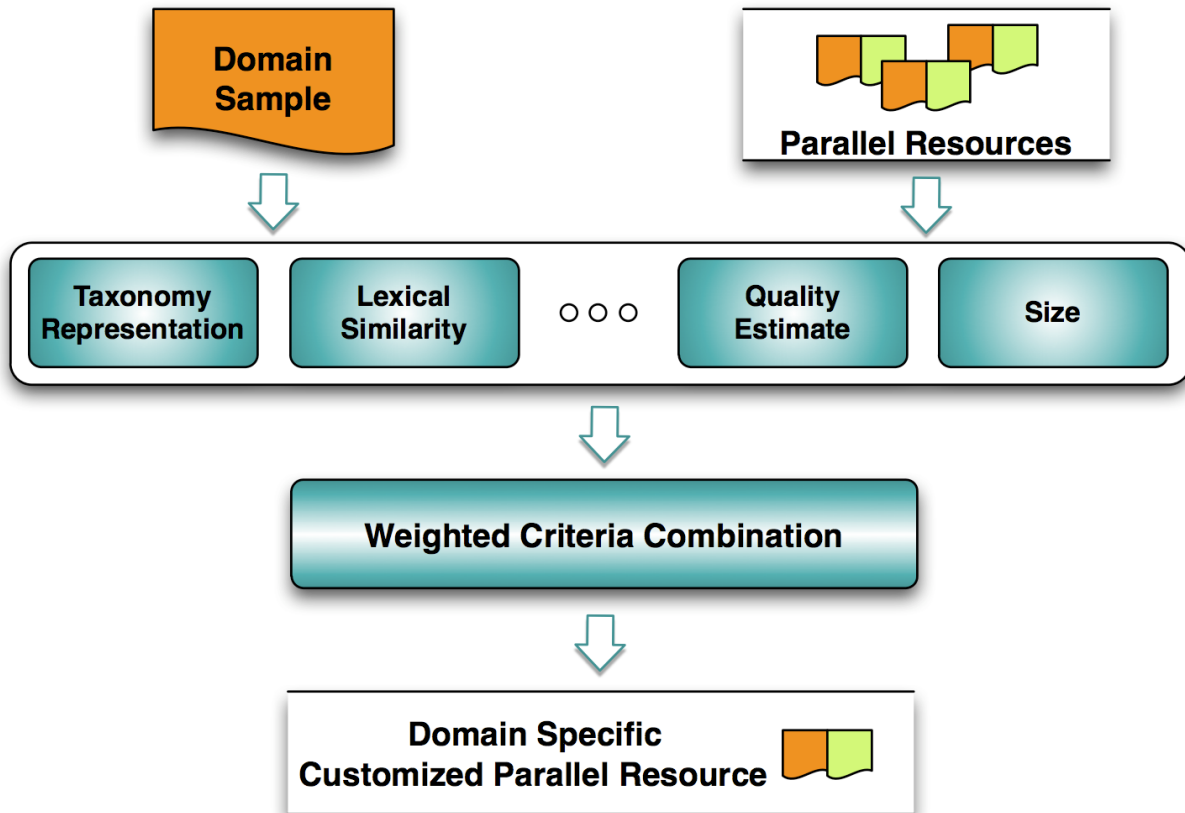 Domain
Sample
Parallel Resources
Taxonomy
Representation
Lexical
Similarity
Quality
Estimate
Size
Weighted Criteria Combination
Domain Specific
Customized Parallel Resource